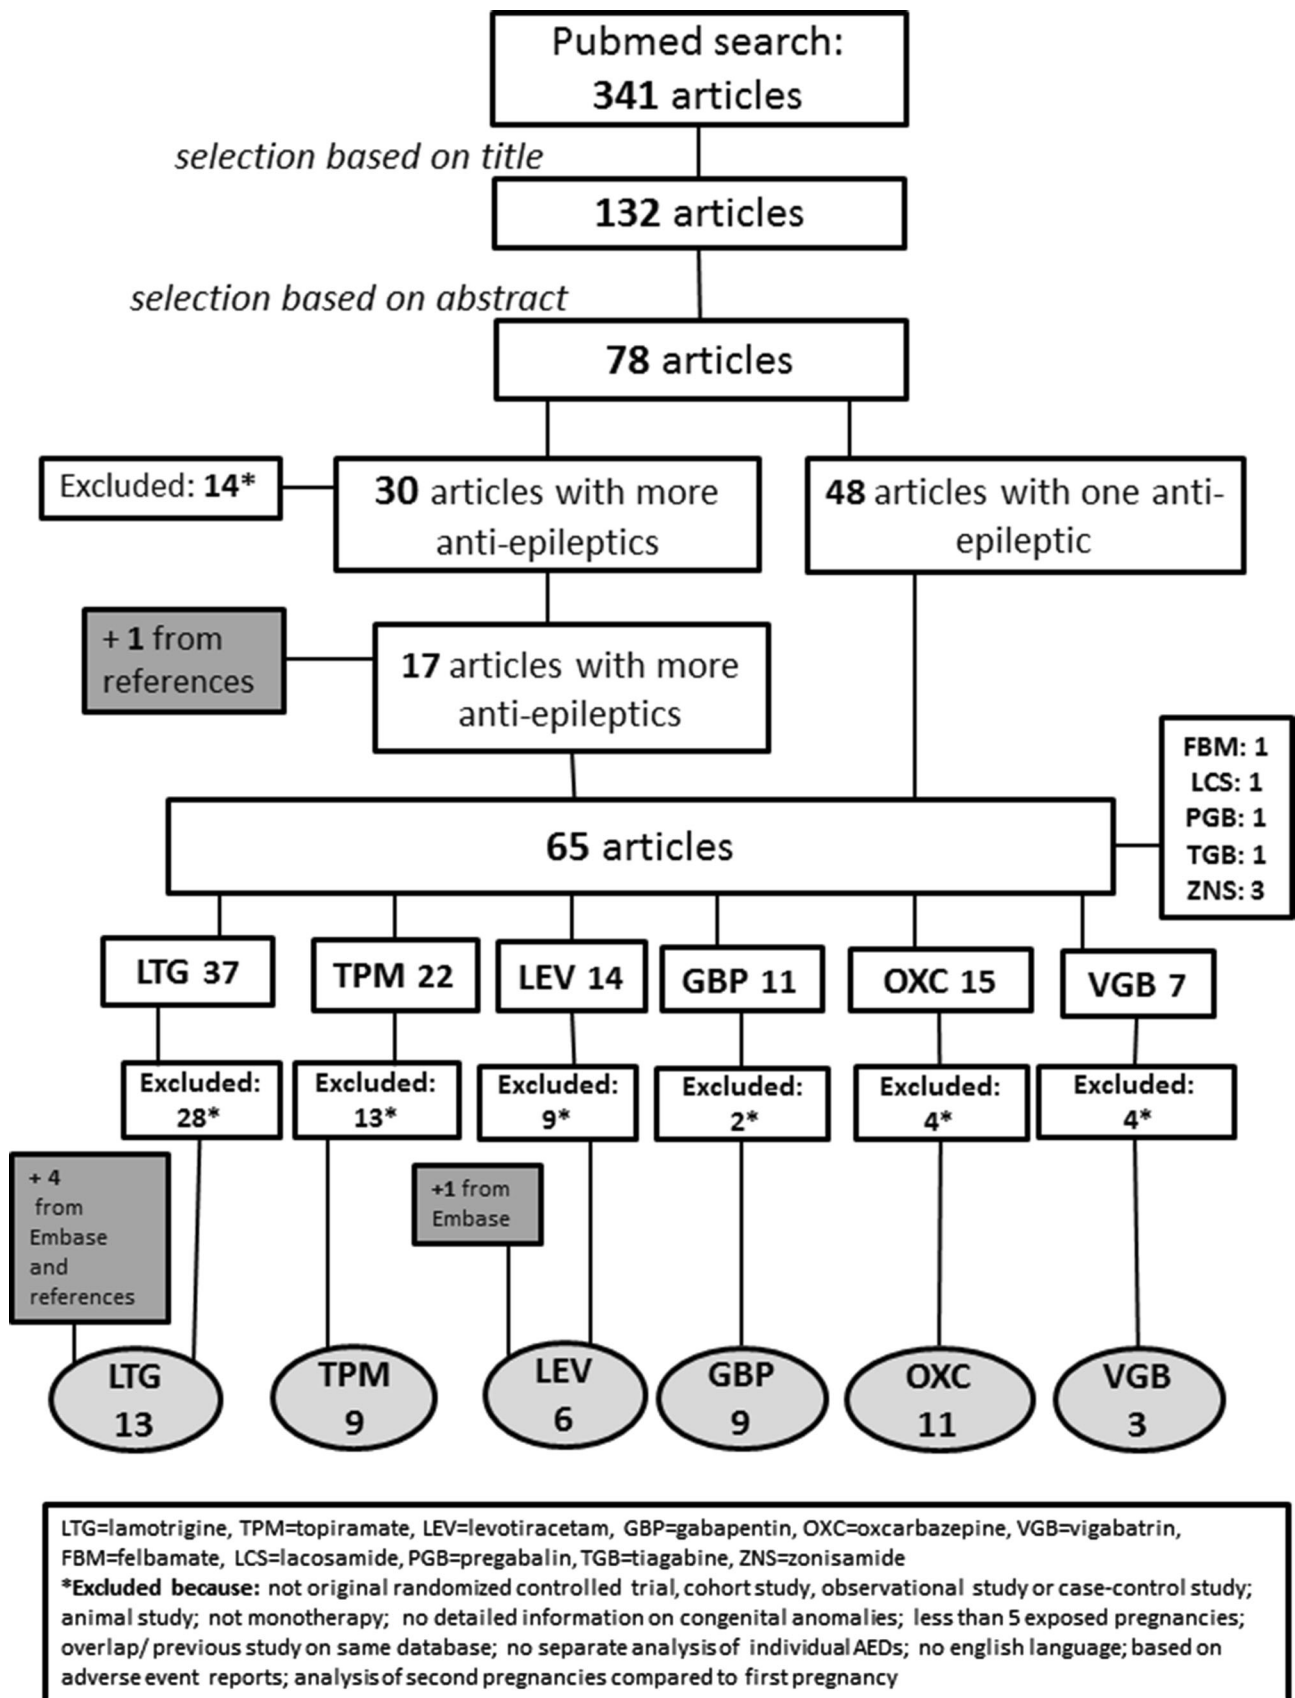 Pubmed search:
341 articles
selection based on title
132 articles
selection based on abstract
78 articles
Excluded: 14*
30 articles with more
anti-epileptics
48 articles with one anti-
epileptic
+ 1 from
references
17 articles with more
anti-epileptics
FBM: 1
LCS: 1
PGB: 1
TGB: 1
ZNS: 3
65 articles
LTG 37
TPM 22
LEV 14
GBP 11
OXC 15
VGB 7
Excluded:
28*
Excluded:
13*
Excluded:
9*
Excluded:
2*
Excluded:
4*
Excluded:
4*
+ 4
from
Embase
and
references
+1 from
Embase
LTG
13
TPM
9
LEV
6
GBP
9
OXC
11
VGB
3
LTG=lamotrigine, TPM=topiramate, LEV=levotiracetam, GBP=gabapentin, OXC=oxcarbazepine, VGB=vigabatrin,
FBM=felbamate, LCS=lacosamide, PGB=pregabalin, TGB=tiagabine, ZNS=zonisamide
*Excluded because: not original randomized controlled trial, cohort study, observational study or case-control study;
animal study; not monotherapy; no detailed information on congenital anomalies; less than 5 exposed pregnancies;
overlap/ previous study on same database; no separate analysis of individual AEDs; no english language; based on
adverse event reports; analysis of second pregnancies compared to first pregnancy